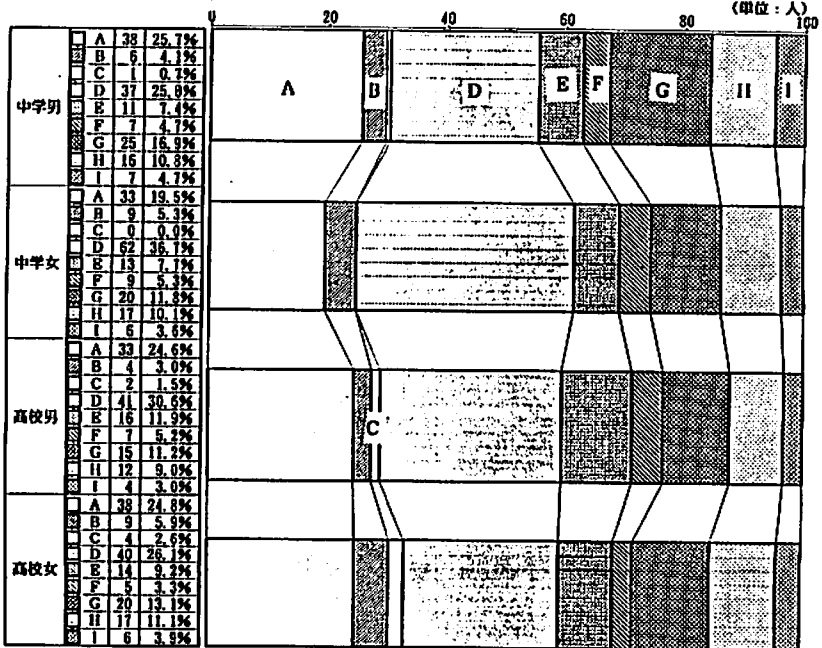 (単位：人)
0 20 40 60 80 100
中学男
A 38 25.7%
B 6 4.1%
C 1 0.7%
D 37 25.0%
E 11 7.4%
F 7 4.7%
G 25 16.9%
H 16 10.8%
I 7 4.7%
A B D E F G H I
中学女
A 33 19.5%
B 9 5.3%
C 0 0.0%
D 62 36.7%
E 13 7.7%
F 9 5.3%
G 20 11.8%
H 17 10.1%
I 6 3.6%
高校男
A 33 24.6%
B 4 3.0%
C 2 1.5%
D 41 30.6%
E 16 11.9%
F 7 5.2%
G 15 11.2%
H 12 9.0%
I 4 3.0%
C
高校女
A 38 24.8%
B 9 5.9%
C 4 2.6%
D 40 26.1%
E 14 9.2%
F 5 3.3%
G 20 13.1%
H 17 11.1%
I 6 3.9%